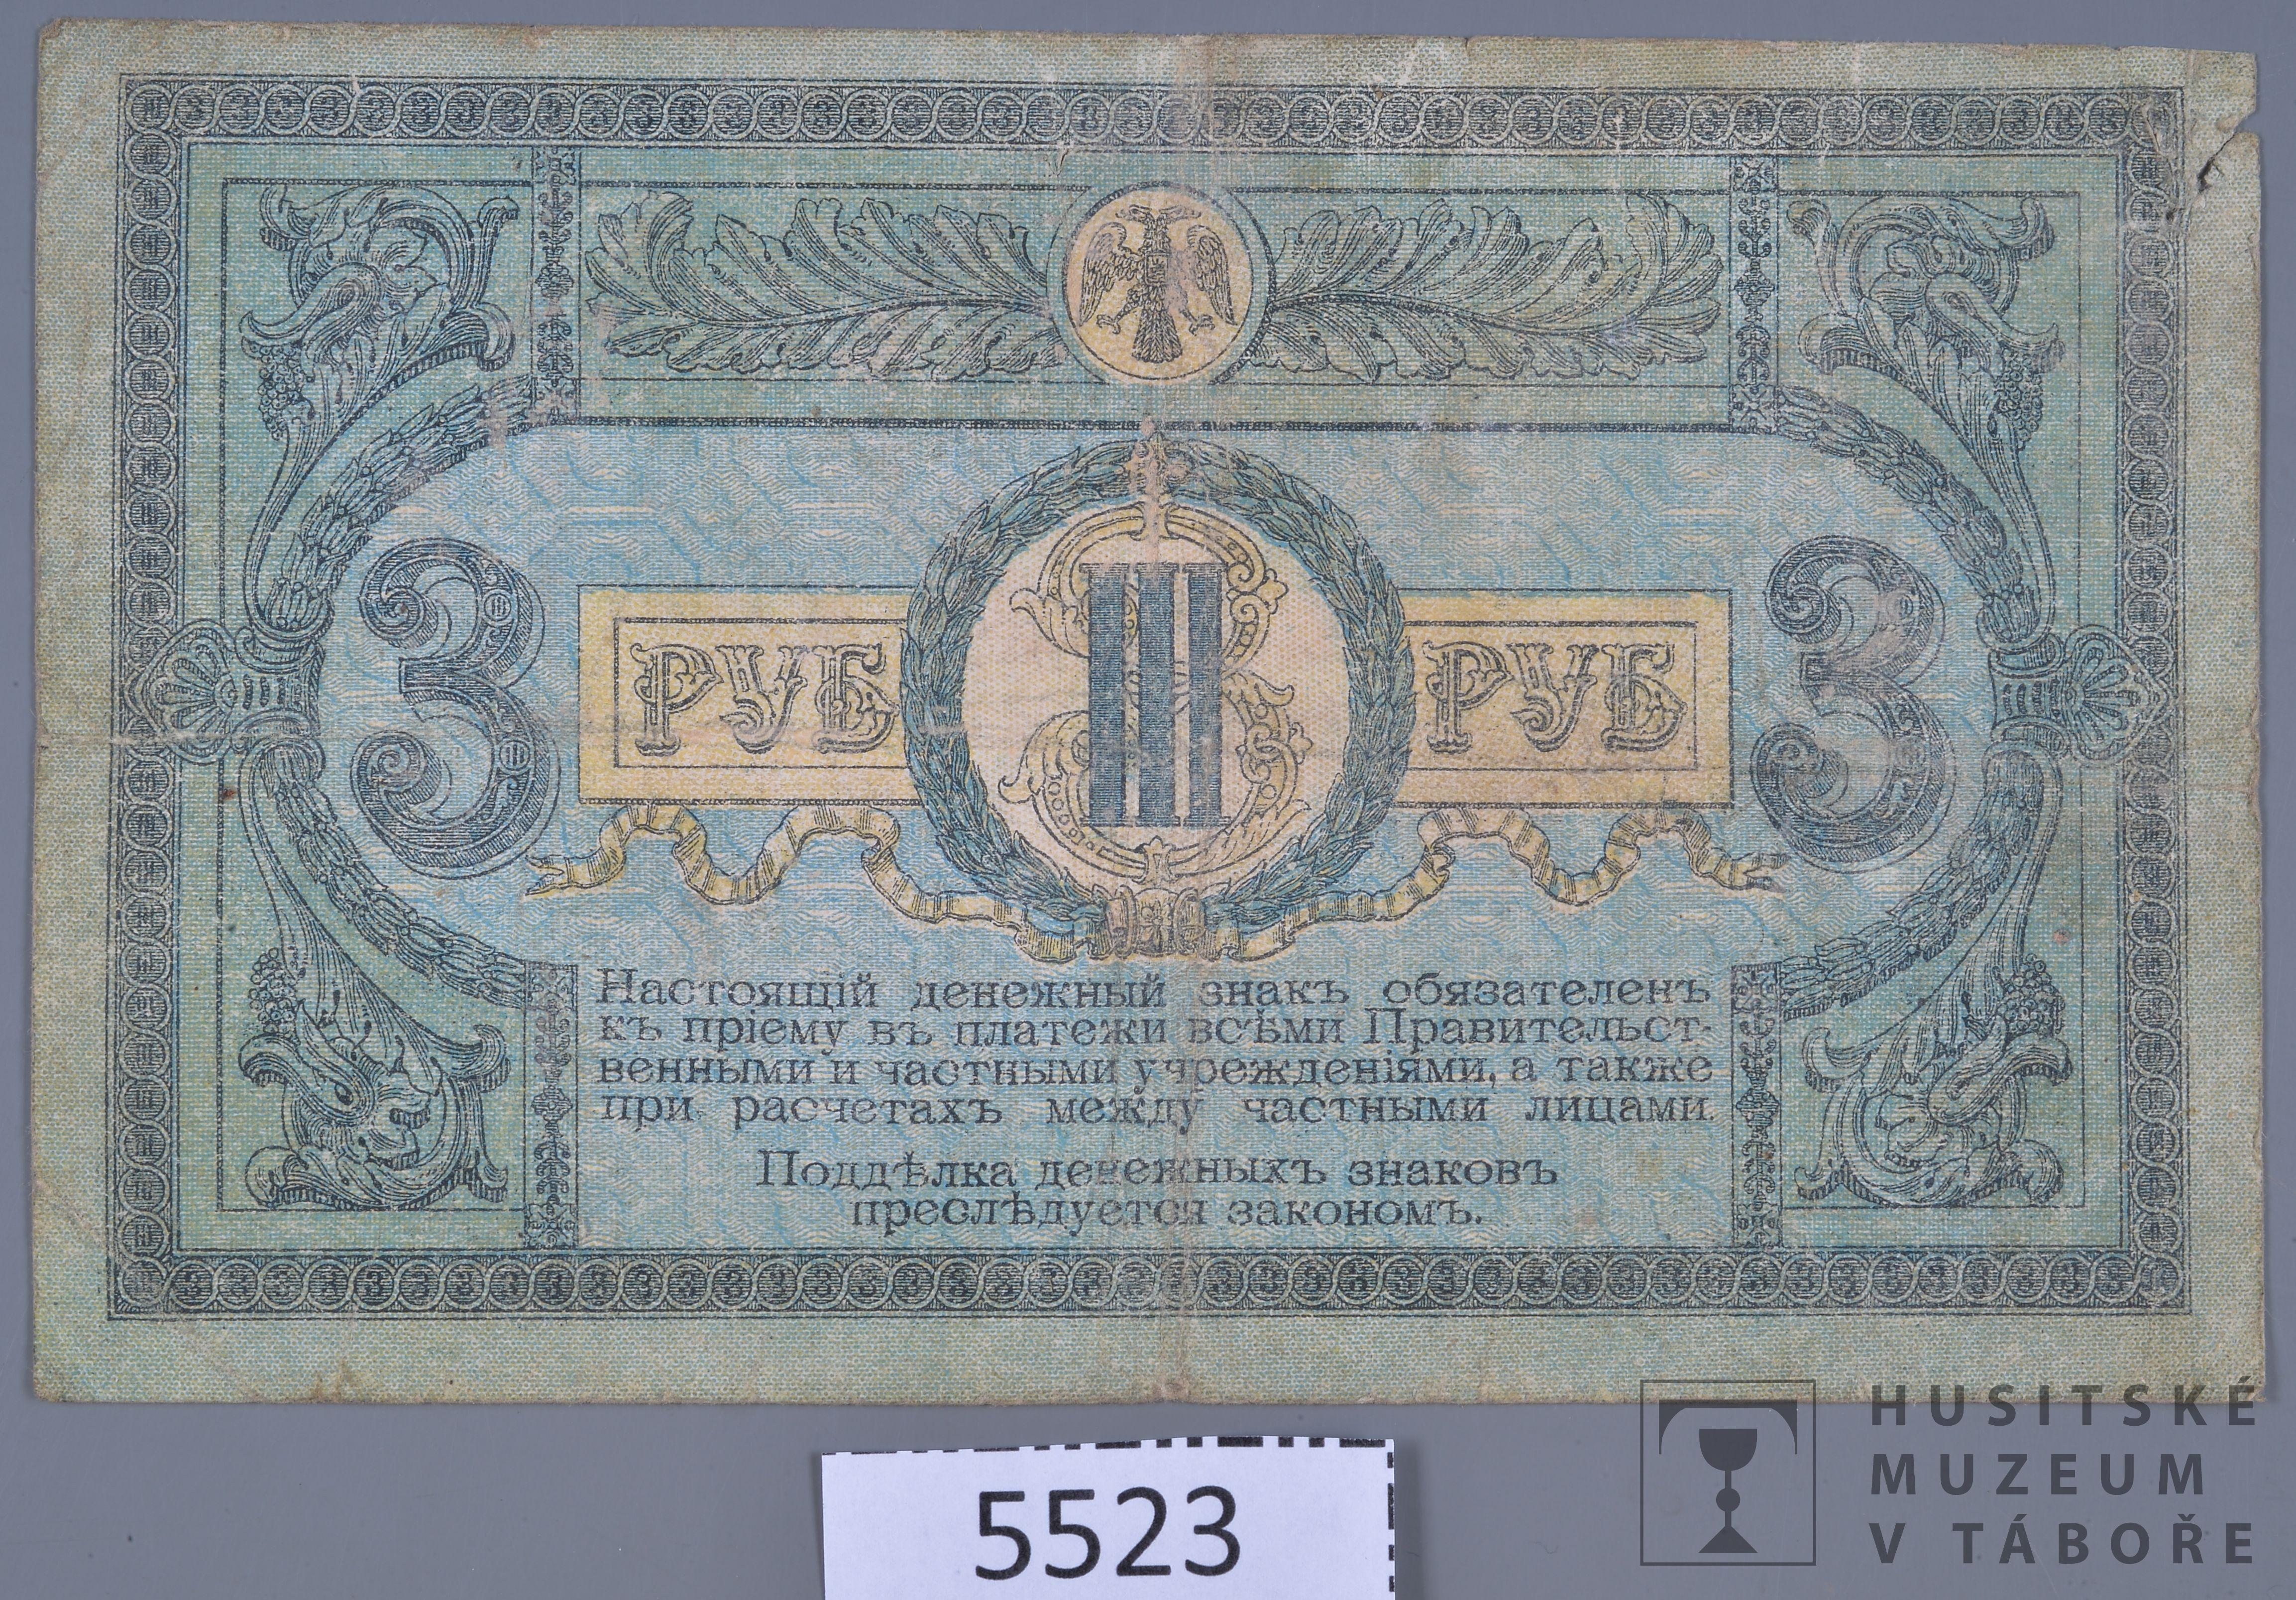 3 РУБ III РУБ 3
Настоящій денежный знакъ обязателенъ
къ пріему въ платежи всѣми Правительст-
венными и частными учрежденіями, а также
при расчетахъ между частными лицами.
Поддѣлка денежныхъ знаковъ
преслѣдуется закономъ.
5523
HUSITSKÉ
MUZEUM
V TÁBOŘE